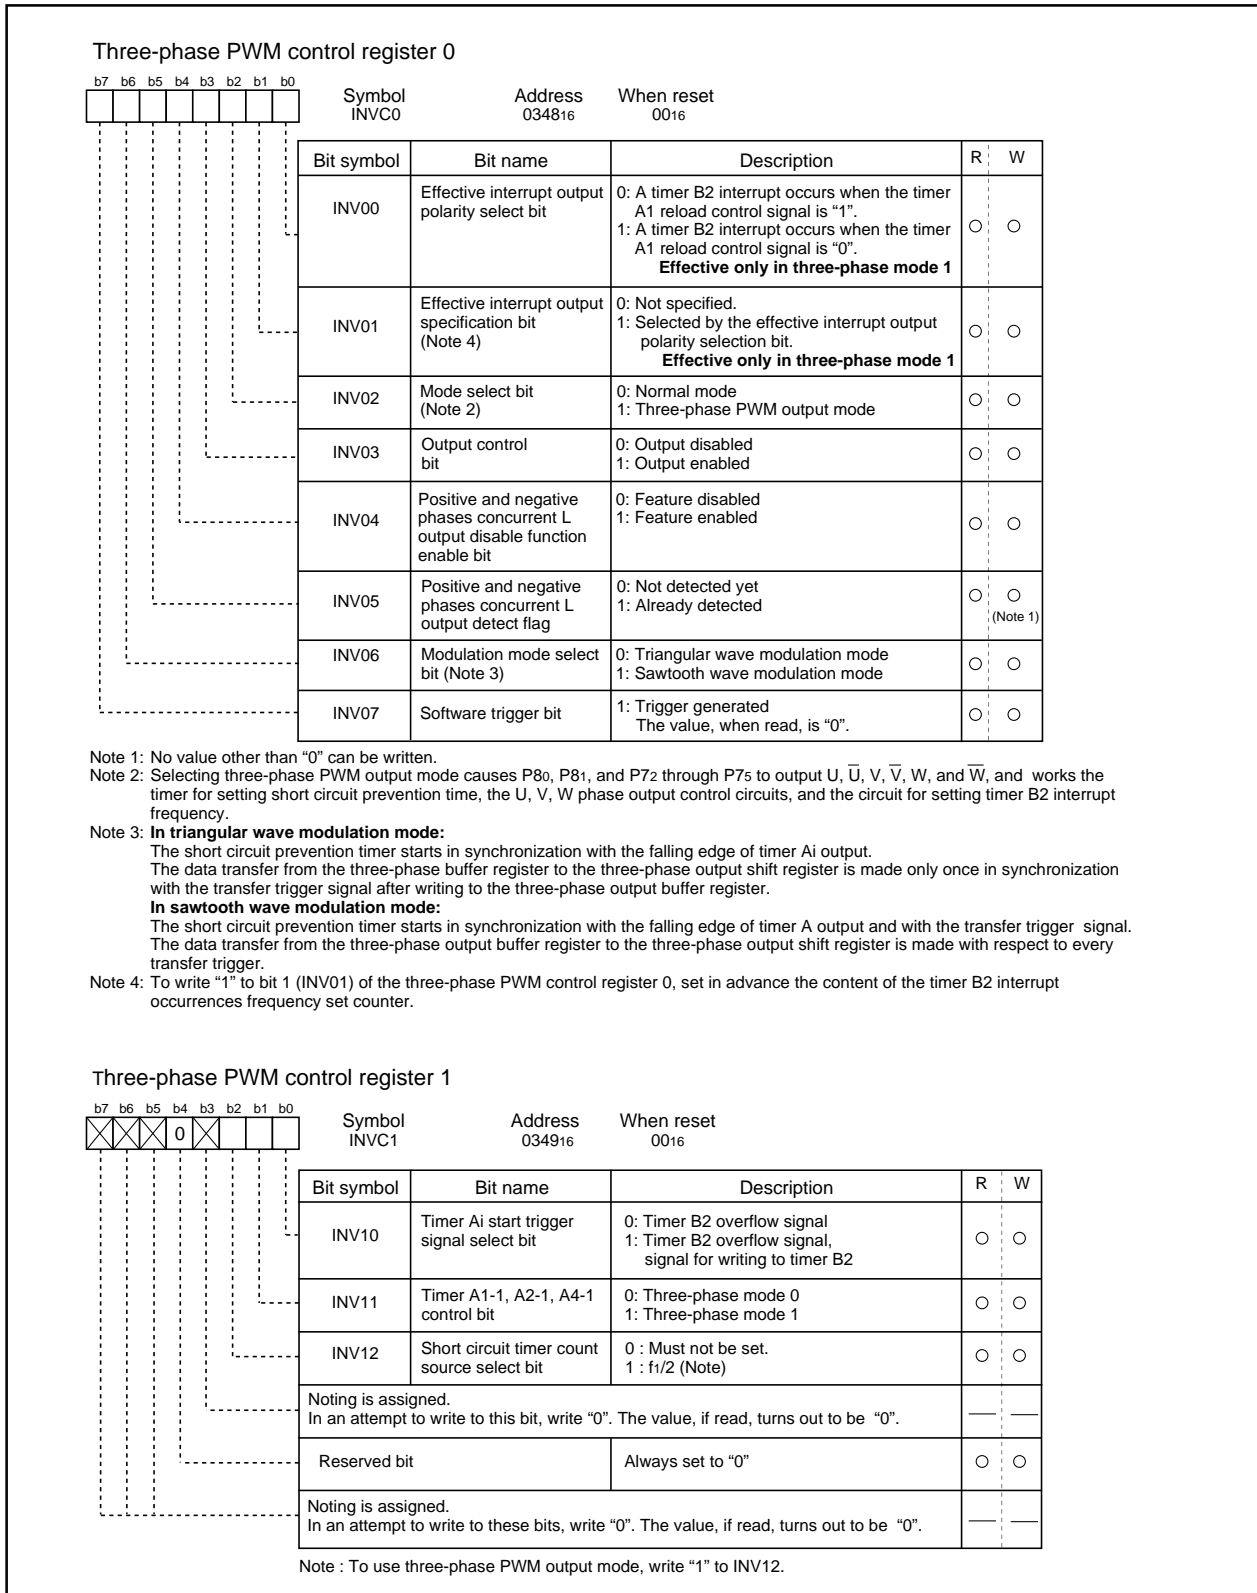 Three-phase PWM control register 0
b7 b6 b5 b4 b3 b2 b1 b0
Symbol Address When reset
INVC0 034816 0016
Bit symbol Bit name Description R W
INV00 Effective interrupt output polarity select bit 0: A timer B2 interrupt occurs when the timer
A1 reload control signal is “1”.
1: A timer B2 interrupt occurs when the timer
A1 reload control signal is “0”.
Effective only in three-phase mode 1
INV01 Effective interrupt output specification bit (Note 4) 0: Not specified.
1: Selected by the effective interrupt output
polarity selection bit.
Effective only in three-phase mode 1
INV02 Mode select bit (Note 2) 0: Normal mode
1: Three-phase PWM output mode
INV03 Output control bit 0: Output disabled
1: Output enabled
INV04 Positive and negative phases concurrent L output disable function enable bit 0: Feature disabled
1: Feature enabled
INV05 Positive and negative phases concurrent L output detect flag 0: Not detected yet
1: Already detected
(Note 1)
INV06 Modulation mode select bit (Note 3) 0: Triangular wave modulation mode
1: Sawtooth wave modulation mode
INV07 Software trigger bit 1: Trigger generated
The value, when read, is “0”.
Note 1: No value other than “0” can be written.
Note 2: Selecting three-phase PWM output mode causes P80, P81, and P72 through P75 to output U, U̅, V, V̅, W, and W̅, and works the
timer for setting short circuit prevention time, the U, V, W phase output control circuits, and the circuit for setting timer B2 interrupt
frequency.
Note 3: In triangular wave modulation mode:
The short circuit prevention timer starts in synchronization with the falling edge of timer Ai output.
The data transfer from the three-phase buffer register to the three-phase output shift register is made only once in synchronization
with the transfer trigger signal after writing to the three-phase output buffer register.
In sawtooth wave modulation mode:
The short circuit prevention timer starts in synchronization with the falling edge of timer A output and with the transfer trigger signal.
The data transfer from the three-phase output buffer register to the three-phase output shift register is made with respect to every
transfer trigger.
Note 4: To write “1” to bit 1 (INV01) of the three-phase PWM control register 0, set in advance the content of the timer B2 interrupt
occurrences frequency set counter.
Three-phase PWM control register 1
b7 b6 b5 b4 b3 b2 b1 b0
0
Symbol Address When reset
INVC1 034916 0016
Bit symbol Bit name Description R W
INV10 Timer Ai start trigger signal select bit 0: Timer B2 overflow signal
1: Timer B2 overflow signal,
signal for writing to timer B2
INV11 Timer A1-1, A2-1, A4-1 control bit 0: Three-phase mode 0
1: Three-phase mode 1
INV12 Short circuit timer count source select bit 0 : Must not be set.
1 : f1/2 (Note)
Noting is assigned.
In an attempt to write to this bit, write “0”. The value, if read, turns out to be “0”.
Reserved bit Always set to “0”
Noting is assigned.
In an attempt to write to these bits, write “0”. The value, if read, turns out to be “0”.
Note : To use three-phase PWM output mode, write “1” to INV12.